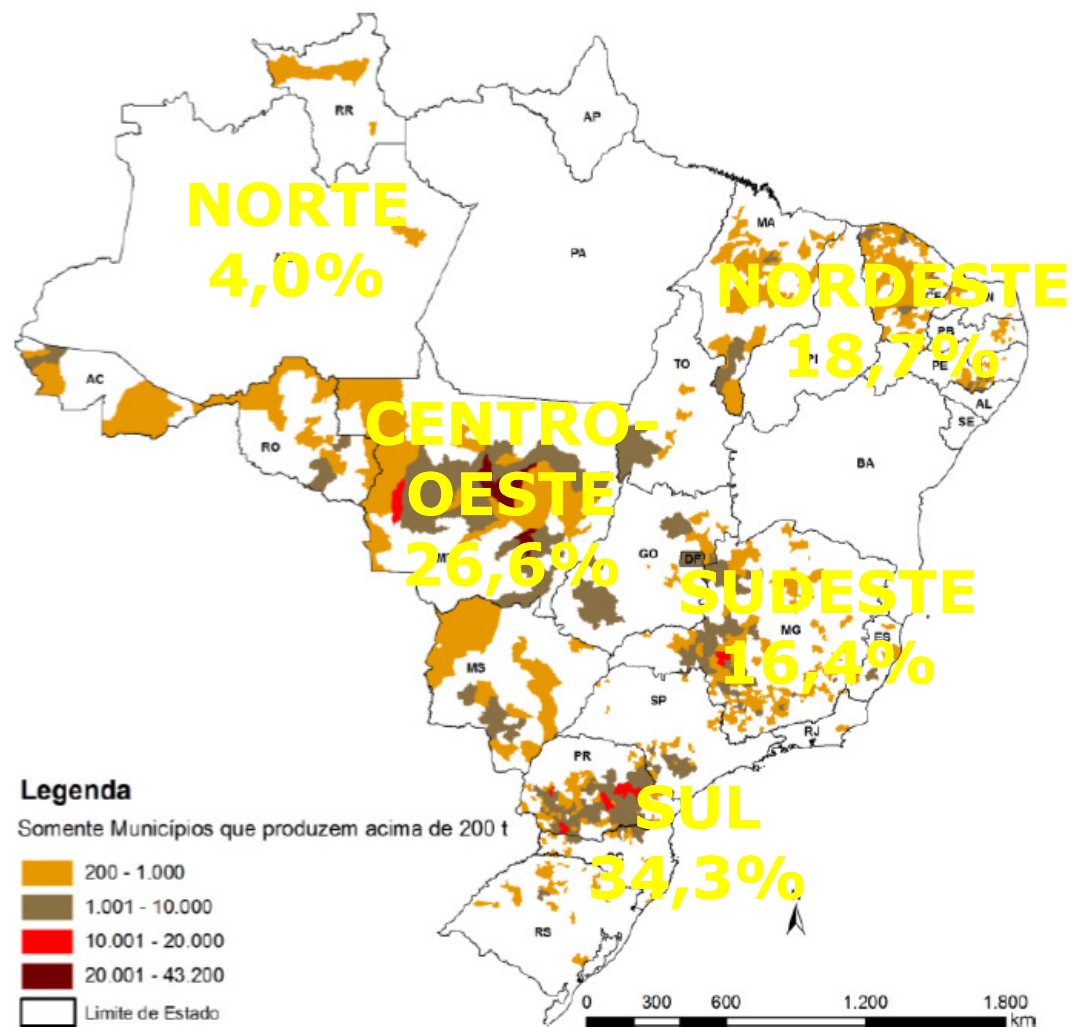 RR
AP
NORTE
4,0%
PA
MA
NORDESTE
18,7%
CE
PB
PI
PE
TO
AL
SE
AC
RO
BA
CENTRO-
OESTE
26,6%
GO
DF
SUDESTE
16,4%
MG
ES
MS
SP
RJ
PR
SUL
34,3%
RS
Legenda
Somente Municípios que produzem acima de 200 t
200 - 1.000
1.001 - 10.000
10.001 - 20.000
20.001 - 43.200
Limite de Estado
0 300 600 1.200 1.800
km